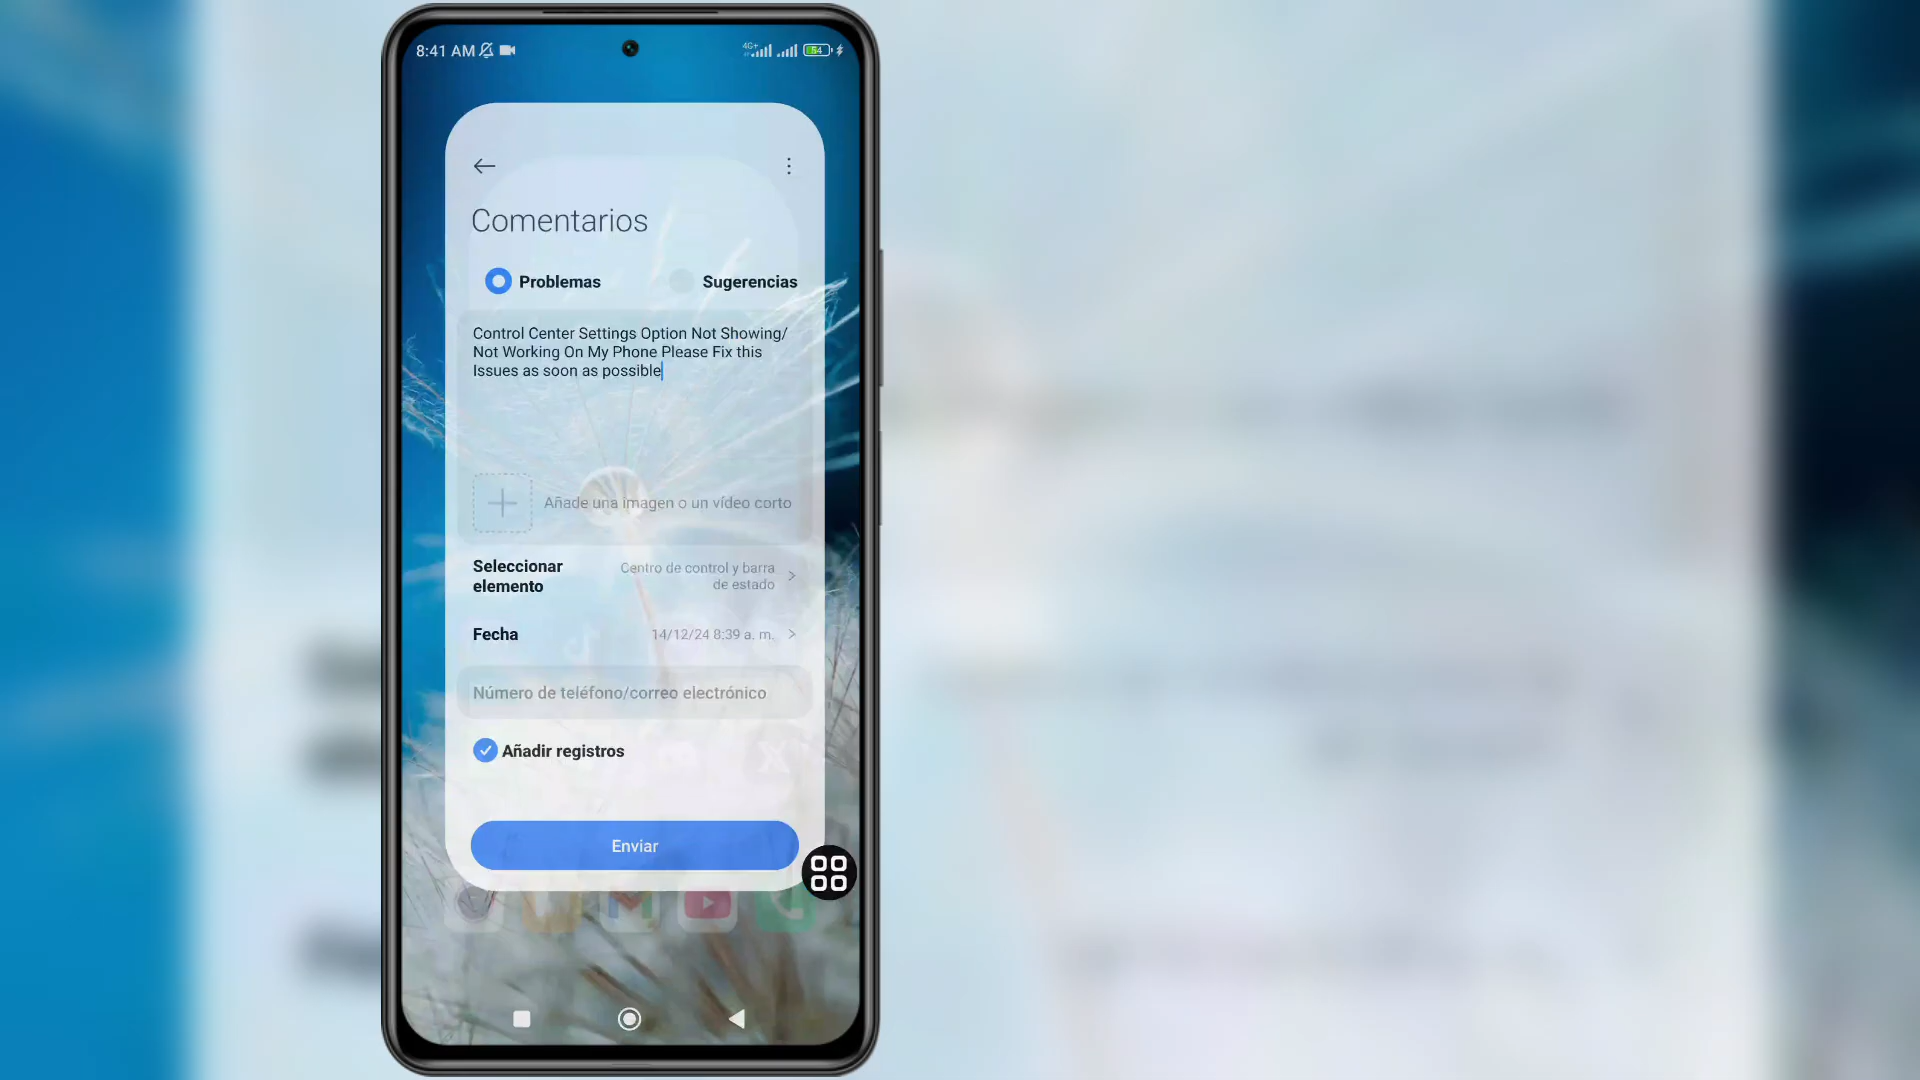 8:41 AM
4G+
54
Comentarios
Problemas
Sugerencias
Control Center Settings Option Not Showing/
Not Working On My Phone Please Fix this
Issues as soon as possible
Añade una imagen o un vídeo corto
Seleccionar
elemento
Centro de control y barra
de estado
Fecha
14/12/24 8:39 a. m.
Número de teléfono/correo electrónico
Añadir registros
Enviar